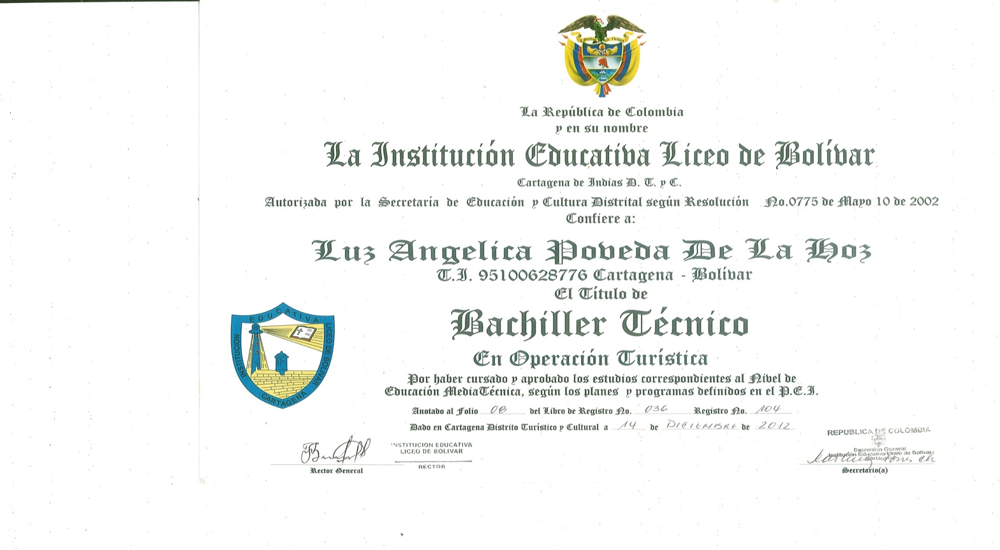 Libertad y Orden
La República de Colombia
y en su nombre
La Institución Educativa Liceo de Bolívar
Cartagena de Indias D. T. y C.
Autorizada por la Secretaría de Educación y Cultura Distrital según Resolución No.0775 de Mayo 10 de 2002
Confiere a:
Luz Angelica Poveda De La Hoz
T.I. 95100628776 Cartagena - Bolívar
El Título de
Bachiller Técnico
En Operación Turística
INSTITUCION EDUCATIVA LICEO DE BOLIVAR
CARTAGENA
Por haber cursado y aprobado los estudios correspondientes al Nivel de
Educación MediaTécnica, según los planes y programas definidos en el P.E.I.
Anotado al Folio 08 del Libro de Registro No. 036 Registro No. 104
Dado en Cartagena Distrito Turístico y Cultural a 14 de DICIEMBRE de 2012
INSTITUCION EDUCATIVA
LICEO DE BOLIVAR
RECTOR
Rector General
REPUBLICA DE COLOMBIA
Secretaria General
Institución Educativa Liceo de Bolivar
Cartagena
Secretario(a)